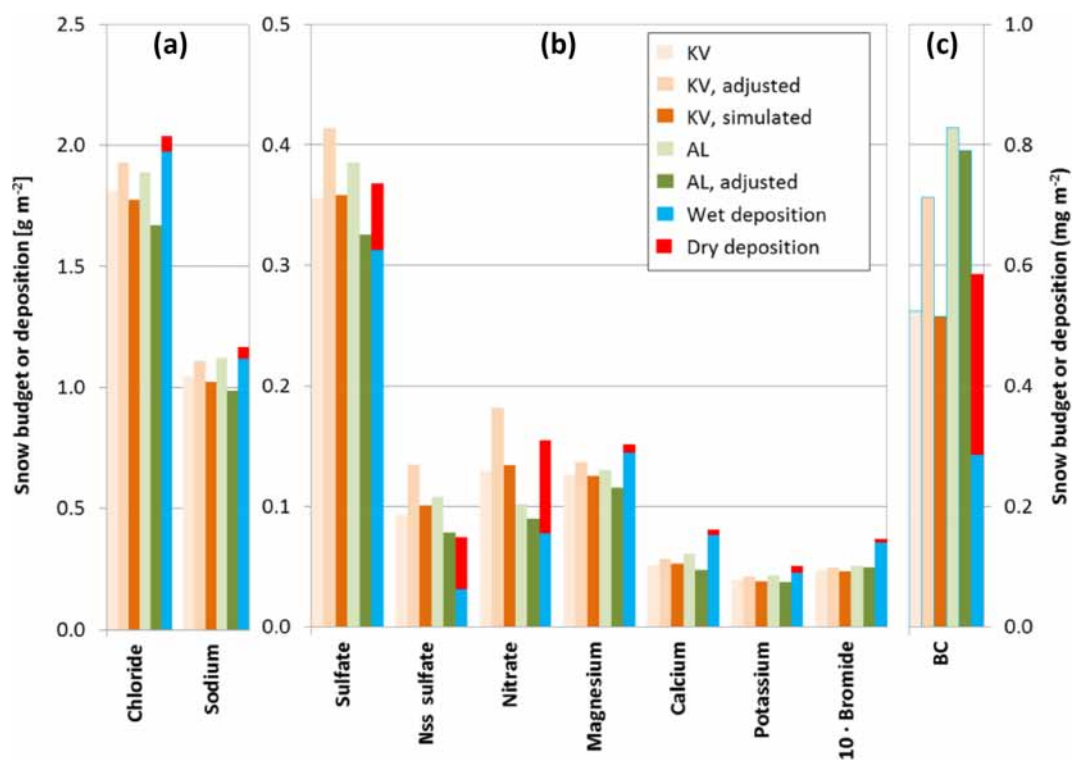 (a)
(b)
(c)
Snow budget or deposition [g m-2]
2.5
2.0
1.5
1.0
0.5
0.0
0.5
0.4
0.3
0.2
0.1
0.0
KV
KV, adjusted
KV, simulated
AL
AL, adjusted
Wet deposition
Dry deposition
1.0
0.8
0.6
0.4
0.2
0.0
Snow budget or deposition (mg m-2)
Chloride
Sodium
Sulfate
Nss sulfate
Nitrate
Magnesium
Calcium
Potassium
10 · Bromide
BC